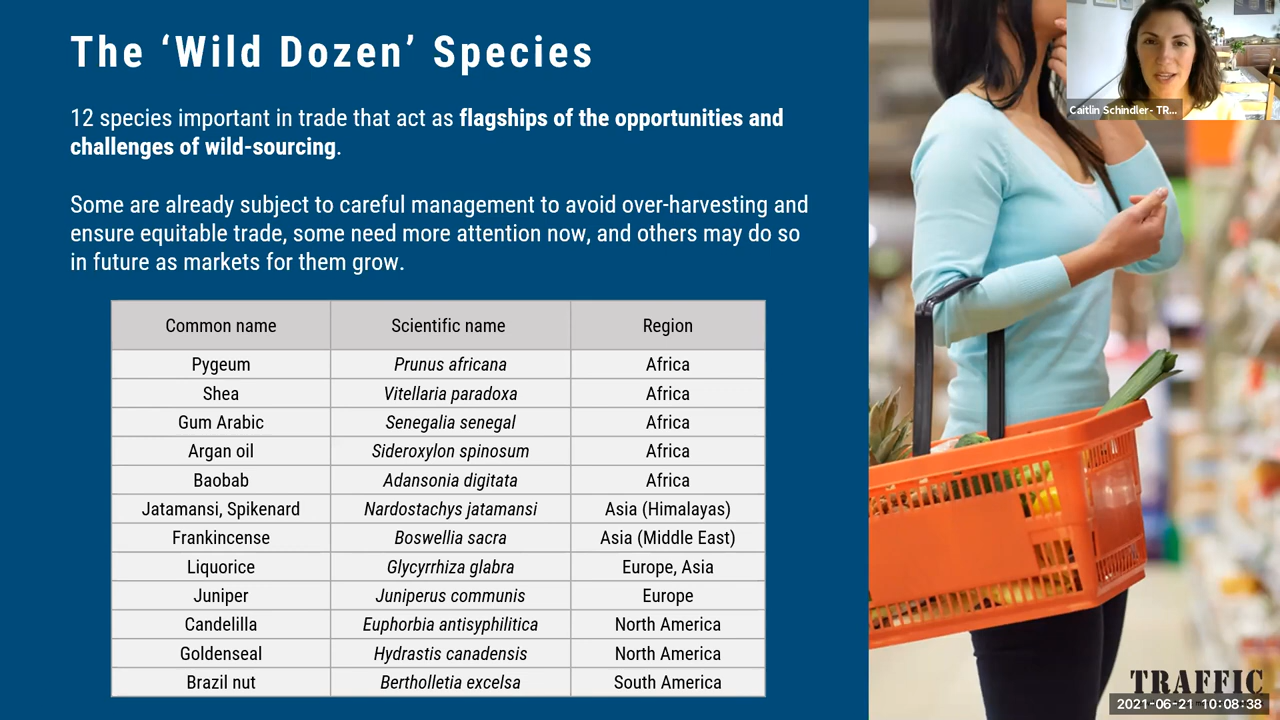 The ‘Wild Dozen’ Species
12 species important in trade that act as flagships of the opportunities and
challenges of wild-sourcing.
Some are already subject to careful management to avoid over-harvesting and
ensure equitable trade, some need more attention now, and others may do so
in future as markets for them grow.
Common name Scientific name Region
Pygeum Prunus africana Africa
Shea Vitellaria paradoxa Africa
Gum Arabic Senegalia senegal Africa
Argan oil Sideroxylon spinosum Africa
Baobab Adansonia digitata Africa
Jatamansi, Spikenard Nardostachys jatamansi Asia (Himalayas)
Frankincense Boswellia sacra Asia (Middle East)
Liquorice Glycyrrhiza glabra Europe, Asia
Juniper Juniperus communis Europe
Candelilla Euphorbia antisyphilitica North America
Goldenseal Hydrastis canadensis North America
Brazil nut Bertholletia excelsa South America
Caitlin Schindler- TR...
TRAFFIC
2021-06-21 10:08:38